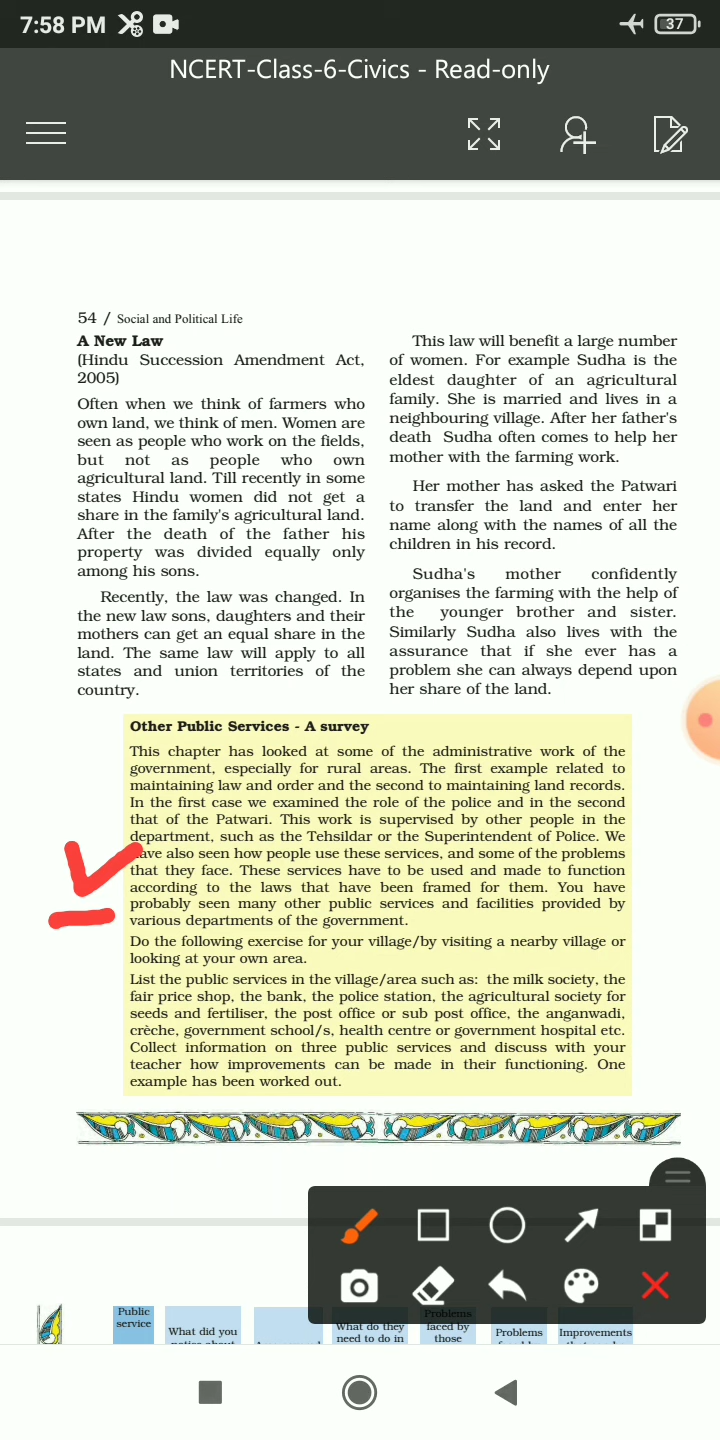 7:58 PM
37
NCERT-Class-6-Civics - Read-only
54 / Social and Political Life
A New Law
(Hindu Succession Amendment Act,
2005)
Often when we think of farmers who
own land, we think of men. Women are
seen as people who work on the fields,
but not as people who own
agricultural land. Till recently in some
states Hindu women did not get a
share in the family's agricultural land.
After the death of the father his
property was divided equally only
among his sons.
Recently, the law was changed. In
the new law sons, daughters and their
mothers can get an equal share in the
land. The same law will apply to all
states and union territories of the
country.
This law will benefit a large number
of women. For example Sudha is the
eldest daughter of an agricultural
family. She is married and lives in a
neighbouring village. After her father's
death Sudha often comes to help her
mother with the farming work.
Her mother has asked the Patwari
to transfer the land and enter her
name along with the names of all the
children in his record.
Sudha's mother confidently
organises the farming with the help of
the younger brother and sister.
Similarly Sudha also lives with the
assurance that if she ever has a
problem she can always depend upon
her share of the land.
Other Public Services - A survey
This chapter has looked at some of the administrative work of the
government, especially for rural areas. The first example related to
maintaining law and order and the second to maintaining land records.
In the first case we examined the role of the police and in the second
that of the Patwari. This work is supervised by other people in the
department, such as the Tehsildar or the Superintendent of Police. We
have also seen how people use these services, and some of the problems
that they face. These services have to be used and made to function
according to the laws that have been framed for them. You have
probably seen many other public services and facilities provided by
various departments of the government.
Do the following exercise for your village/by visiting a nearby village or
looking at your own area.
List the public services in the village/area such as: the milk society, the
fair price shop, the bank, the police station, the agricultural society for
seeds and fertiliser, the post office or sub post office, the anganwadi,
crèche, government school/s, health centre or government hospital etc.
Collect information on three public services and discuss with your
teacher how improvements can be made in their functioning. One
example has been worked out.
Public
service
What did you
What do they
need to do in
Problems
faced by
those
Problems
Improvements